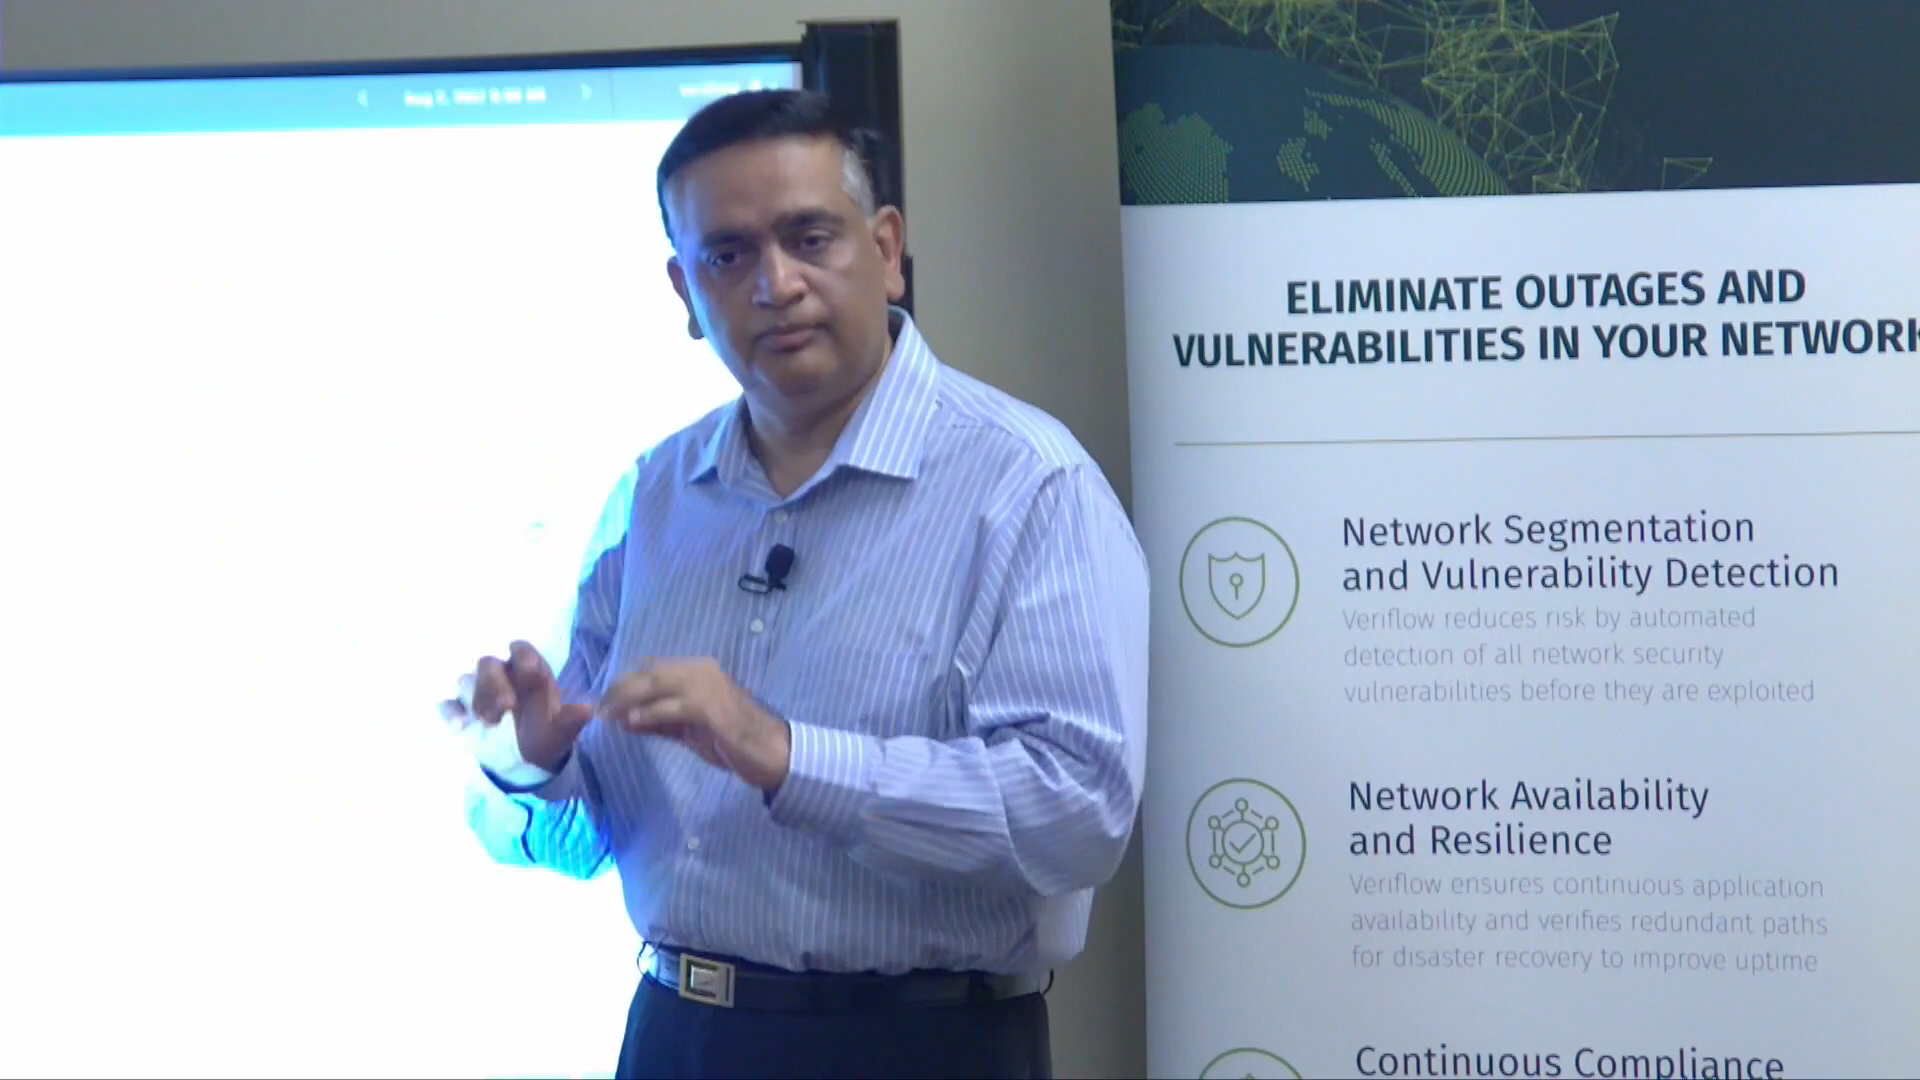 ELIMINATE OUTAGES AND
VULNERABILITIES IN YOUR NETWORK
Network Segmentation
and Vulnerability Detection
Veriflow reduces risk by automated
detection of all network security
vulnerabilities before they are exploited
Network Availability
and Resilience
Veriflow ensures continuous application
availability and verifies redundant paths
for disaster recovery to improve uptime
Continuous Compliance